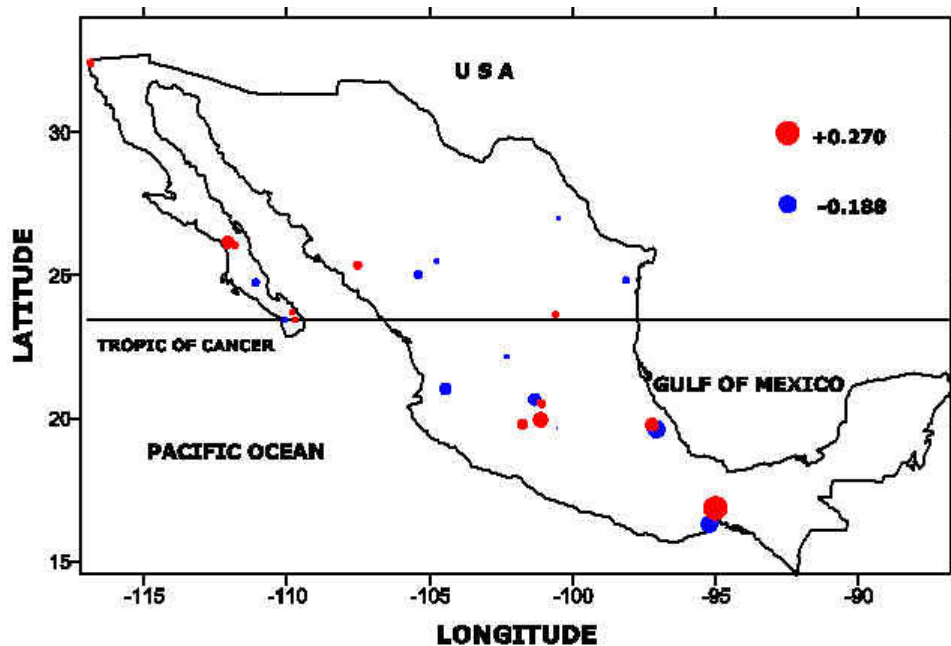 USA
30
+0.270
-0.188
25
LATITUDE
TROPIC OF CANCER
GULF OF MEXICO
20
PACIFIC OCEAN
15
-115 -110 -105 -100 -95 -90
LONGITUDE